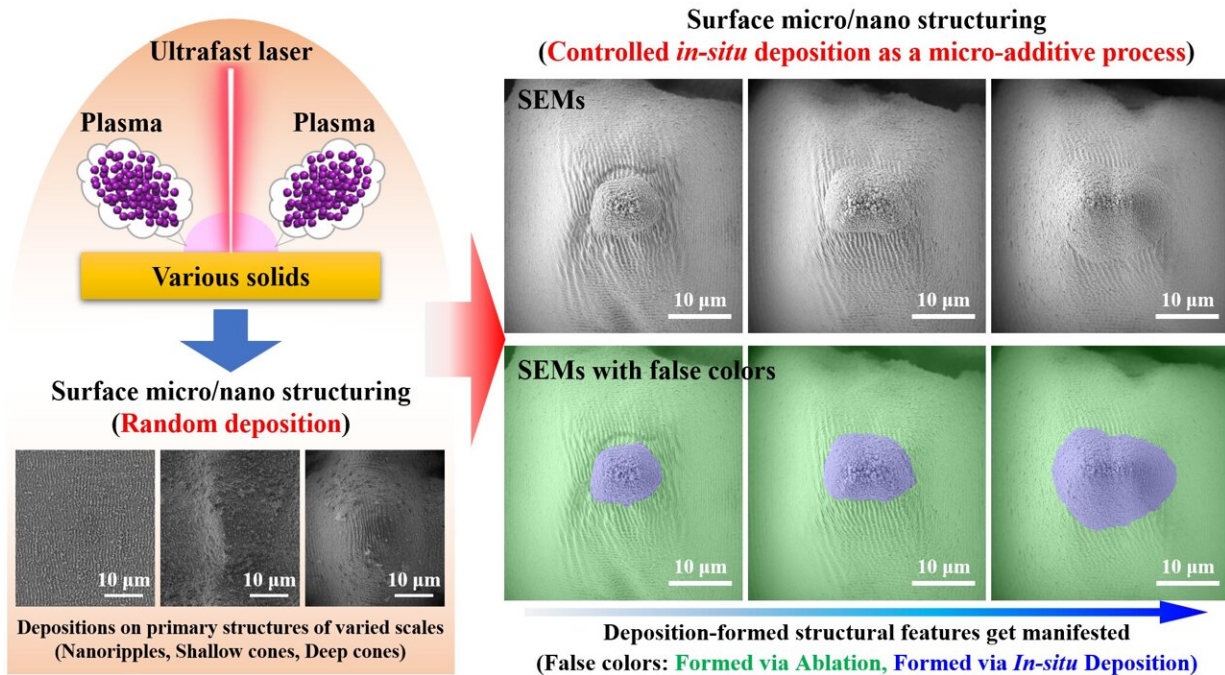 Ultrafast laser
Plasma
Plasma
Various solids
Surface micro/nano structuring
(Random deposition)
10 μm
10 μm
10 μm
Depositions on primary structures of varied scales
(Nanoripples, Shallow cones, Deep cones)
Surface micro/nano structuring
(Controlled in-situ deposition as a micro-additive process)
SEMs
10 μm
10 μm
10 μm
SEMs with false colors
10 μm
10 μm
10 μm
Deposition-formed structural features get manifested
(False colors: Formed via Ablation, Formed via In-situ Deposition)